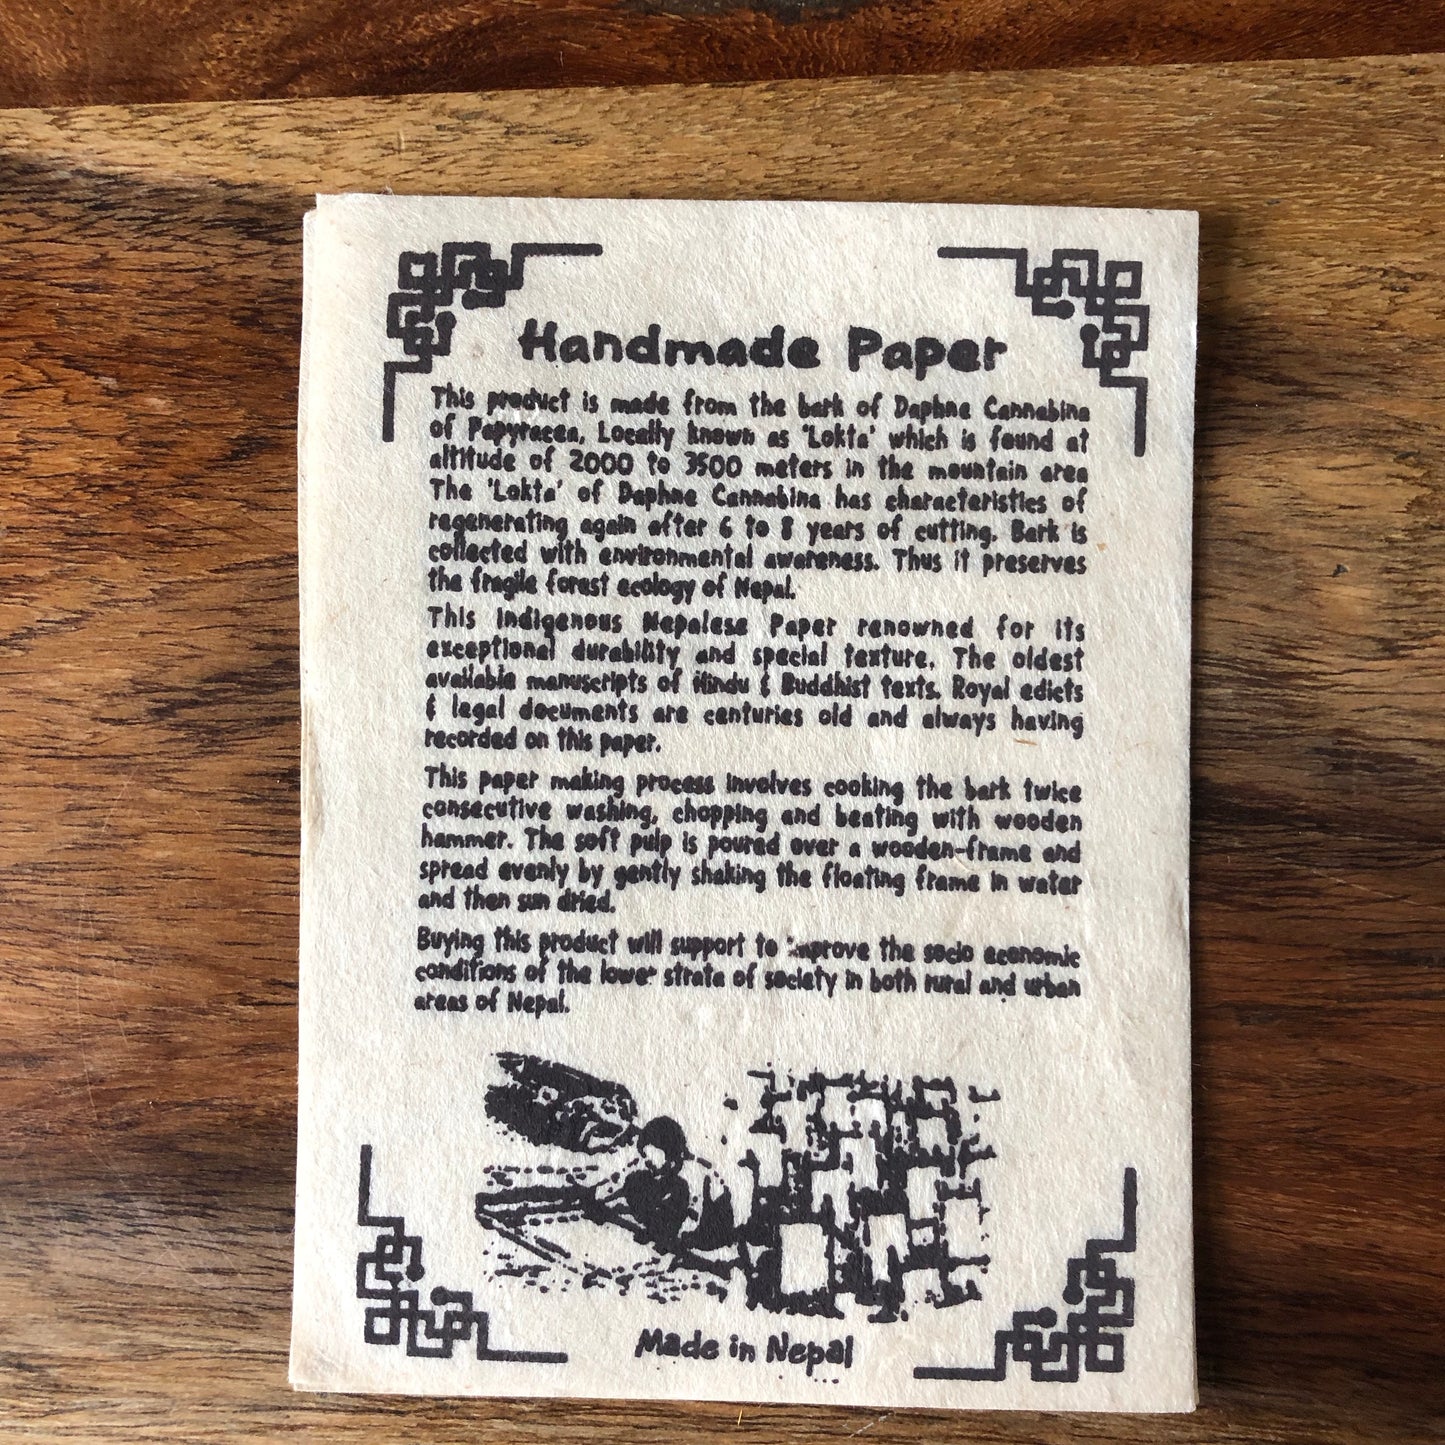 Handmade Paper
This product is made from the bark of Daphne Cannabina
of Papyracea, Locally known as 'Lokta' which is found at
altitude of 2000 to 3500 meters in the mountain area
The 'Lokta' of Daphne Cannabina has characteristics of
regenerating again after 6 to 8 years of cutting. Bark is
collected with environmental awareness. Thus it preserves
the fragile forest ecology of Nepal.
This Indigenous Nepalese Paper renowned for its
exceptional durability and special texture. The oldest
available manuscripts of Hindu & Buddhist texts. Royal edicts
& legal documents are centuries old and always having
recorded on this paper.
This paper making process involves cooking the bark twice
consecutive washing, chopping and beating with wooden
hammer. The soft pulp is poured over a wooden-frame and
spread evenly by gently shaking the floating frame in water
and then sun dried.
Buying this product will support to improve the socio economic
conditions of the lower strata of society in both rural and urban
areas of Nepal.
Made in Nepal